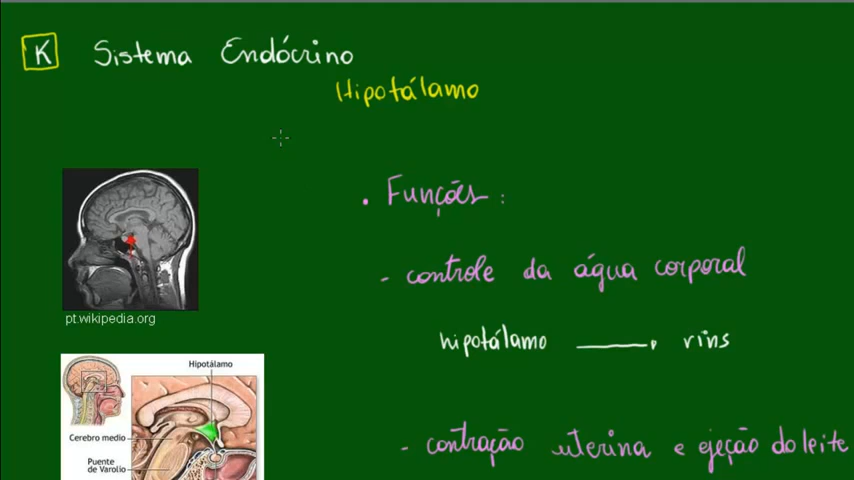 K Sistema Endócrino
Hipotálamo
. Funções :
- controle da água corporal
hipotálamo rins
- contração uterina e ejeção do leite
pt.wikipedia.org
Hipotálamo
Cerebro medio
Puente
de Varolio